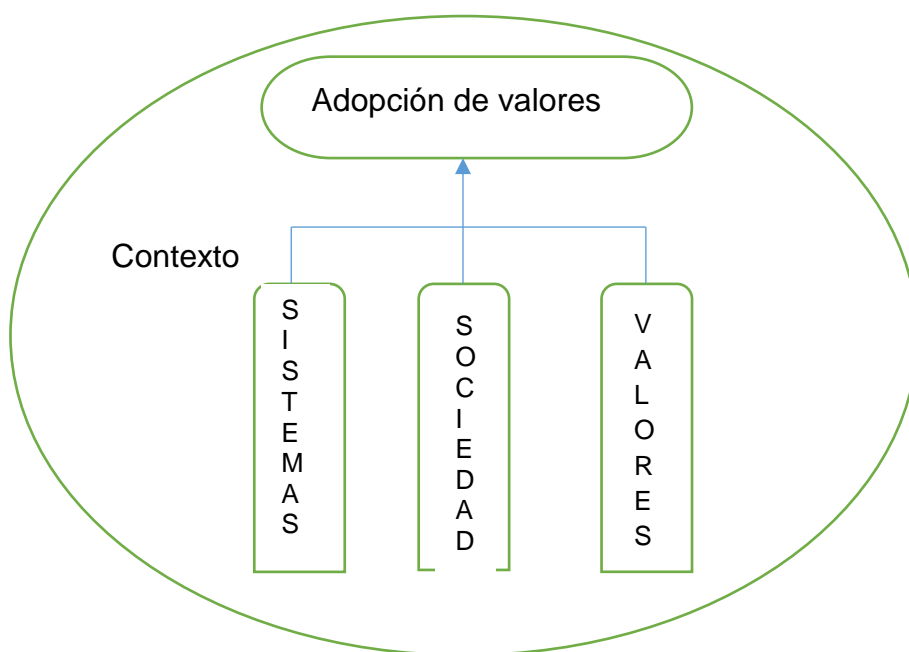 Adopción de valores
Contexto
SISTEMAS
SOCIEDAD
VALORES